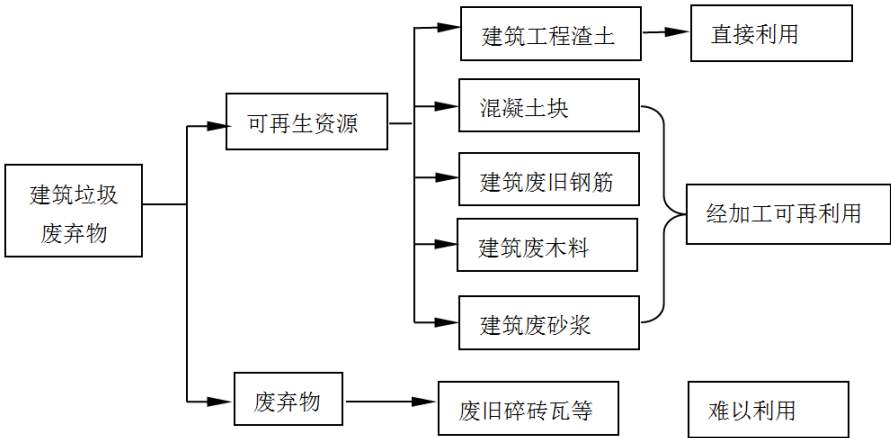 建筑工程渣土
直接利用
混凝土块
可再生资源
建筑废旧钢筋
建筑垃圾
废弃物
经加工可再利用
建筑废木料
建筑废砂浆
废弃物
废旧碎砖瓦等
难以利用